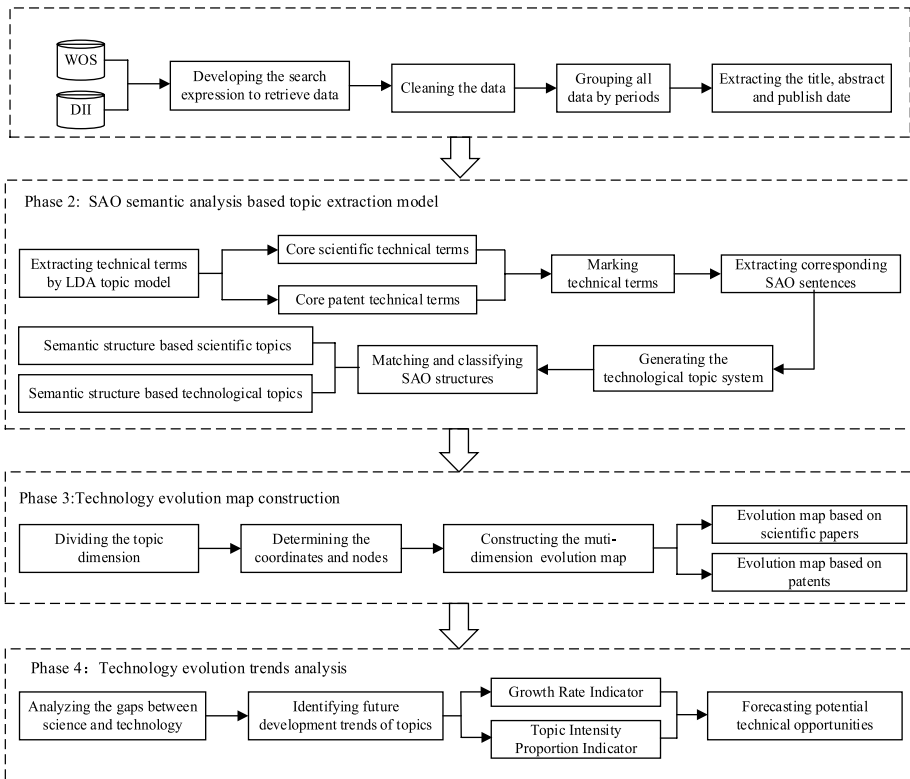 WOS
DII
Developing the search
expression to retrieve data
Cleaning the data
Grouping all
data by periods
Extracting the title, abstract
and publish date
Phase 2: SAO semantic analysis based topic extraction model
Extracting technical terms
by LDA topic model
Core scientific technical terms
Core patent technical terms
Marking
technical terms
Extracting corresponding
SAO sentences
Semantic structure based scientific topics
Semantic structure based technological topics
Matching and classifying
SAO structures
Generating the
technological topic system
Phase 3:Technology evolution map construction
Dividing the topic
dimension
Determining the
coordinates and nodes
Constructing the muti-
dimension evolution map
Evolution map based on
scientific papers
Evolution map based on
patents
Phase 4：Technology evolution trends analysis
Analyzing the gaps between
science and technology
Identifying future
development trends of topics
Growth Rate Indicator
Topic Intensity
Proportion Indicator
Forecasting potential
technical opportunities